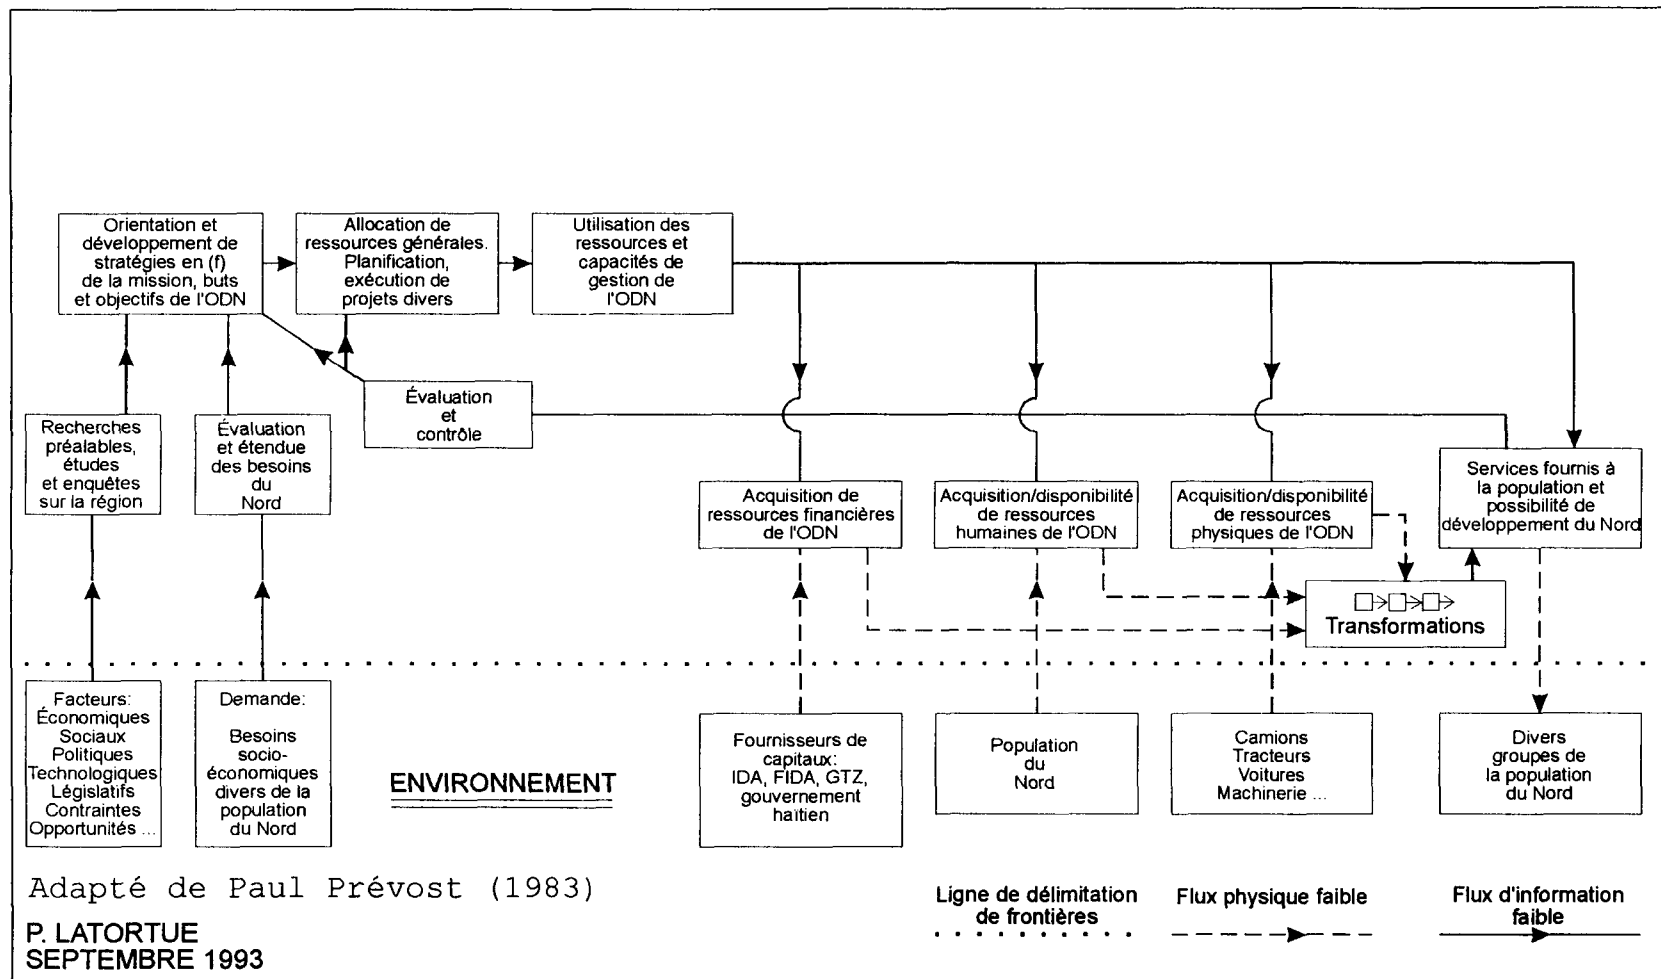 Orientation et
développement de
stratégies en (f)
de la mission, buts
et objectifs de l'ODN
Allocation de
ressources générales.
Planification,
exécution de
projets divers
Utilisation des
ressources et
capacités de
gestion de
l'ODN
Évaluation
et
contrôle
Recherches
préalables,
études
et enquêtes
sur la région
Évaluation
et étendue
des besoins
du
Nord
Acquisition de
ressources financières
de l'ODN
Acquisition/disponibilité
de ressources
humaines de l'ODN
Acquisition/disponibilité
de ressources
physiques de l'ODN
Services fournis à
la population et
possibilité de
développement du Nord
Transformations
Facteurs:
Économiques
Sociaux
Politiques
Technologiques
Législatifs
Contraintes
Opportunités ...
Demande:
Besoins
socio-
économiques
divers de la
population
du Nord
ENVIRONNEMENT
Fournisseurs de
capitaux:
IDA, FIDA, GTZ,
gouvernement
haïtien
Population
du
Nord
Camions
Tracteurs
Voitures
Machinerie ...
Divers
groupes de
la population
du Nord
Adapté de Paul Prévost (1983)
P. LATORTUE
SEPTEMBRE 1993
Ligne de délimitation
de frontières
Flux physique faible
Flux d'information
faible